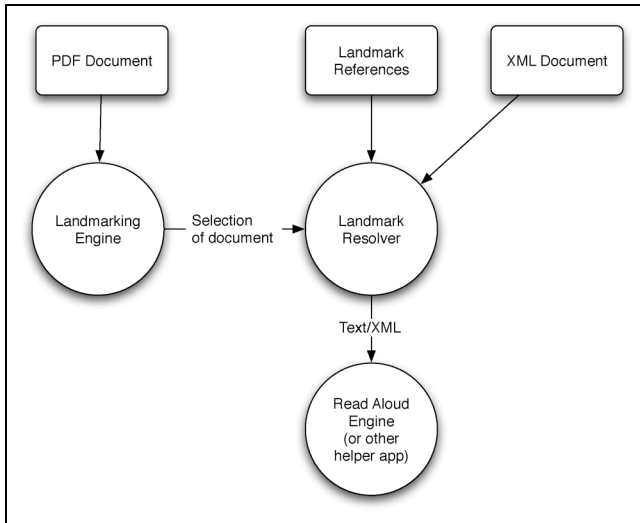 PDF Document
Landmark
References
XML Document
Landmarking
Engine
Selection
of document
Landmark
Resolver
Text/XML
Read Aloud
Engine
(or other
helper app)